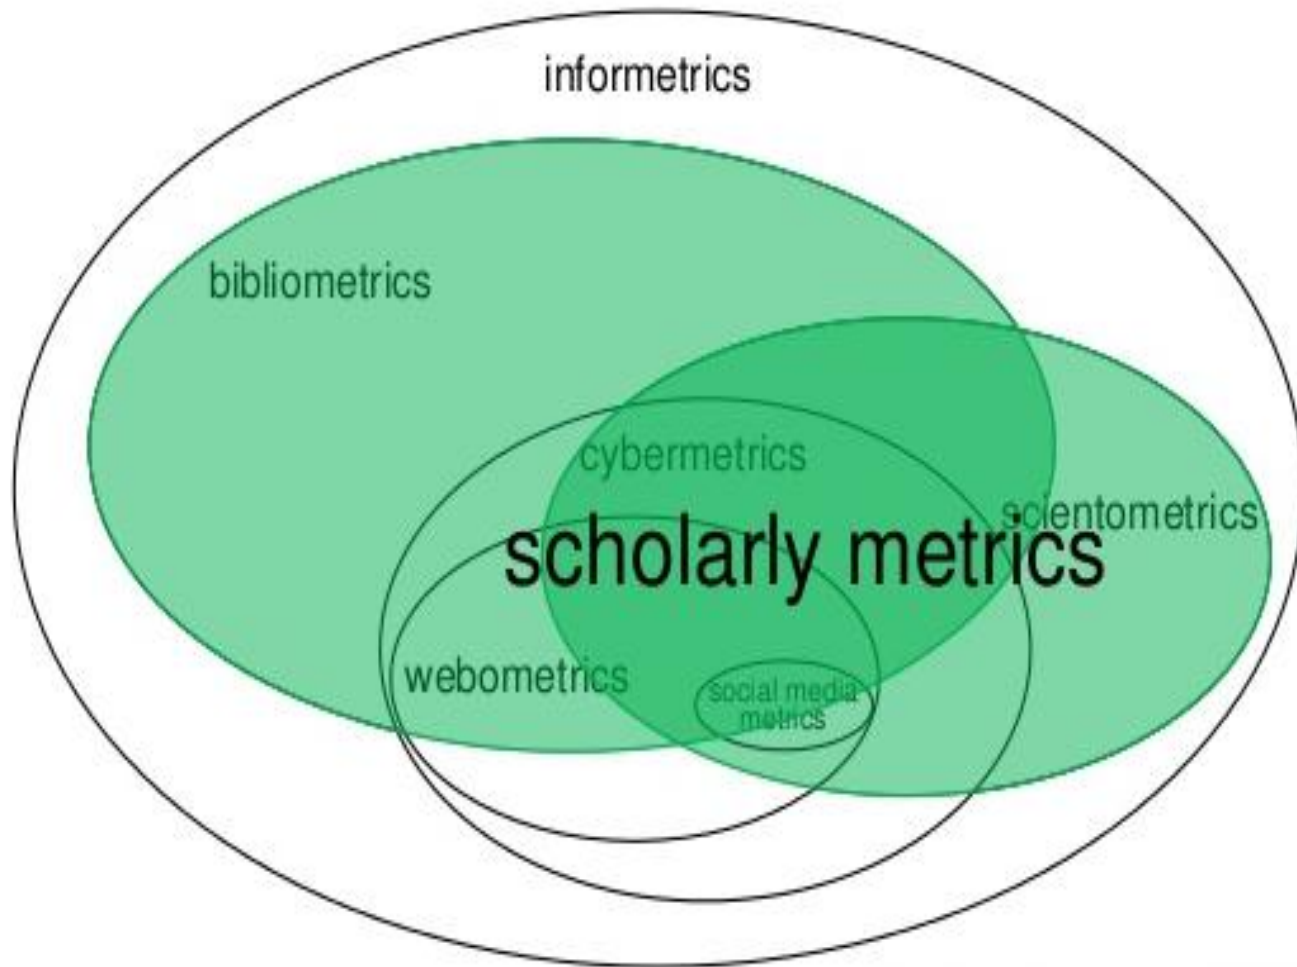 informetrics
bibliometrics
cybermetrics
scientometrics
scholarly metrics
webometrics
social media
metrics